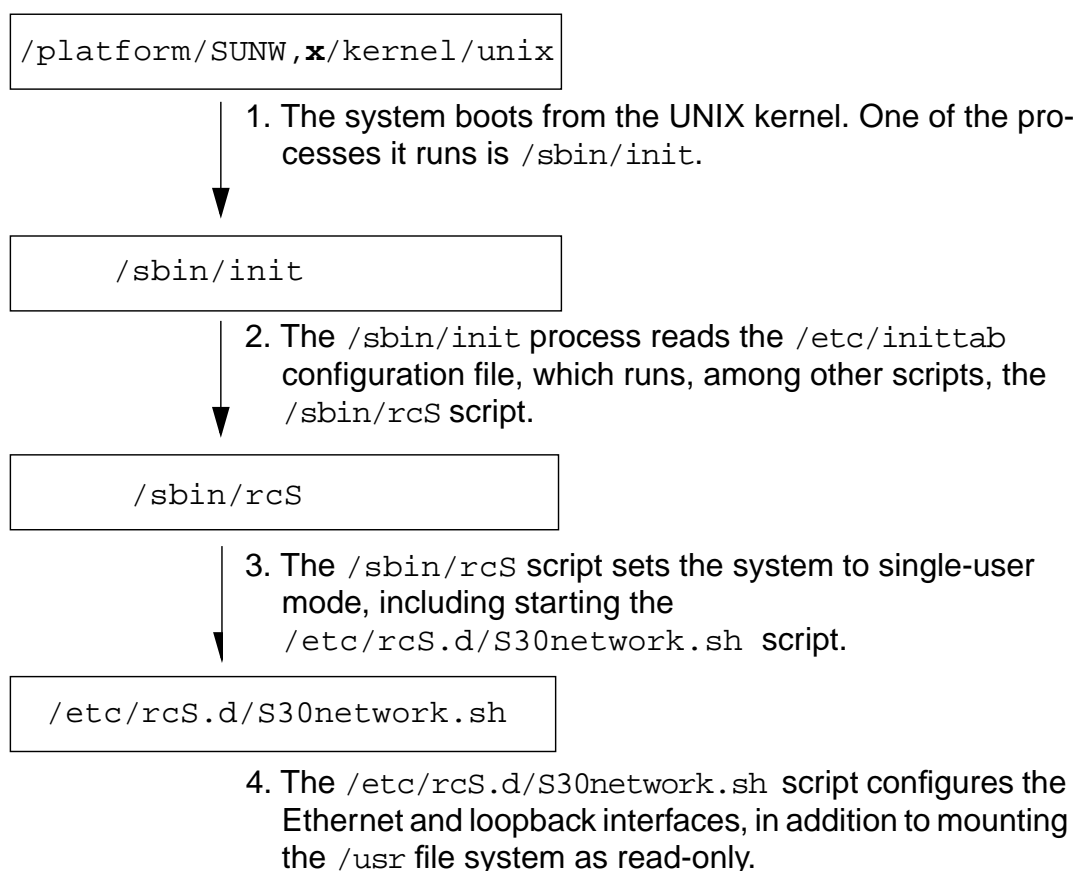 /platform/SUNW,x/kernel/unix
1. The system boots from the UNIX kernel. One of the pro-
cesses it runs is /sbin/init.
/sbin/init
2. The /sbin/init process reads the /etc/inittab
configuration file, which runs, among other scripts, the
/sbin/rcS script.
/sbin/rcS
3. The /sbin/rcS script sets the system to single-user
mode, including starting the
/etc/rcS.d/S30network.sh script.
/etc/rcS.d/S30network.sh
4. The /etc/rcS.d/S30network.sh script configures the
Ethernet and loopback interfaces, in addition to mounting
the /usr file system as read-only.